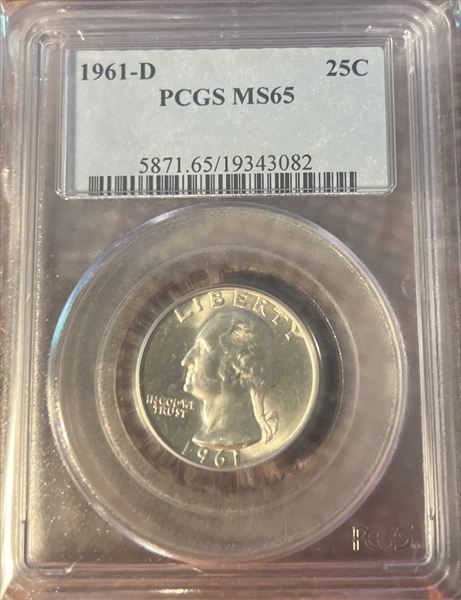 1961-D 25C
PCGS MS65
5871.65/19343082
LIBERTY
IN GOD WE
TRUST
1961
PCGS